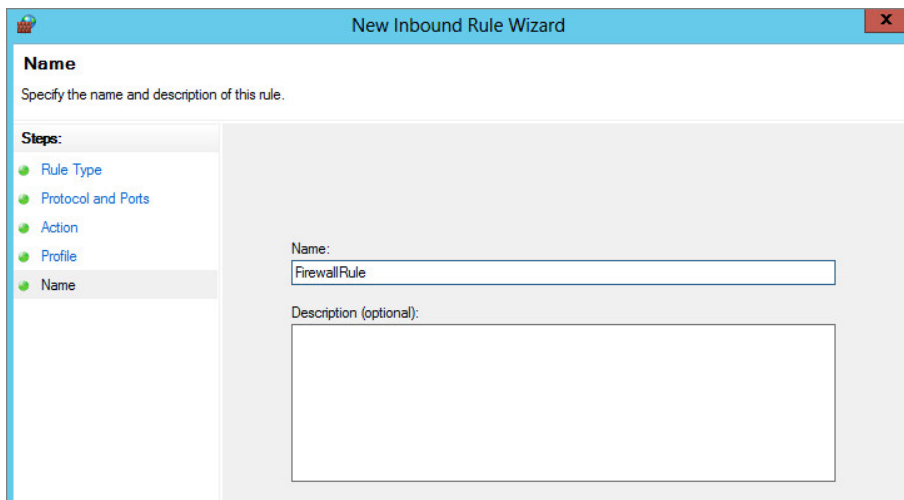 New Inbound Rule Wizard
x
Name
Specify the name and description of this rule.
Steps:
Rule Type
Protocol and Ports
Action
Profile
Name
Name:
FirewallRule
Description (optional):